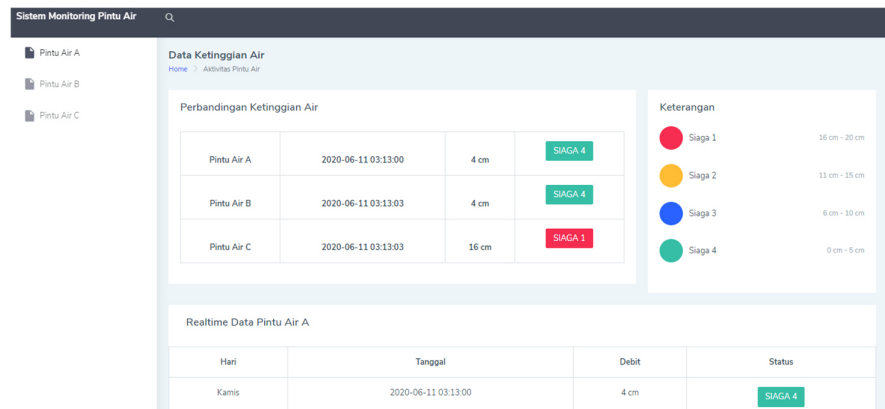 Sistem Monitoring Pintu Air
Pintu Air A
Pintu Air B
Pintu Air C
Data Ketinggian Air
Home > Aktivitas Pintu Air
Perbandingan Ketinggian Air
Pintu Air A 2020-06-11 03:13:00 4 cm SIAGA 4
Pintu Air B 2020-06-11 03:13:03 4 cm SIAGA 4
Pintu Air C 2020-06-11 03:13:03 16 cm SIAGA 1
Keterangan
Siaga 1 16 cm - 20 cm
Siaga 2 11 cm - 15 cm
Siaga 3 6 cm - 10 cm
Siaga 4 0 cm - 5 cm
Realtime Data Pintu Air A
Hari Tanggal Debit Status
Kamis 2020-06-11 03:13:00 4 cm SIAGA 4